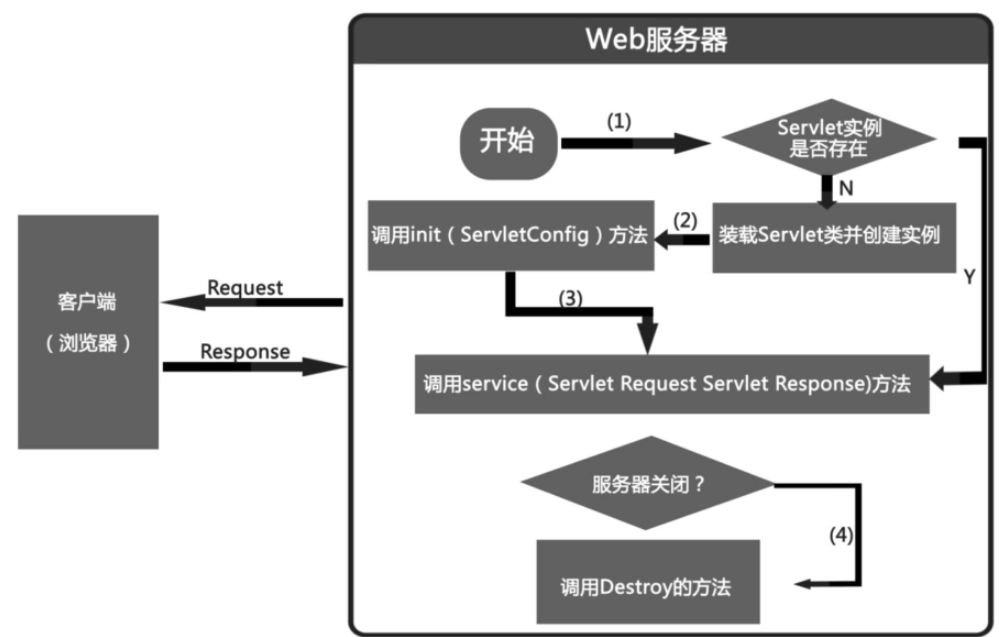 Web服务器
开始
(1)
Servlet实例
是否存在
N
调用init（ServletConfig）方法
(2)
装载Servlet类并创建实例
Y
客户端
（浏览器）
Request
Response
(3)
调用service（Servlet Request Servlet Response)方法
服务器关闭？
(4)
调用Destroy的方法